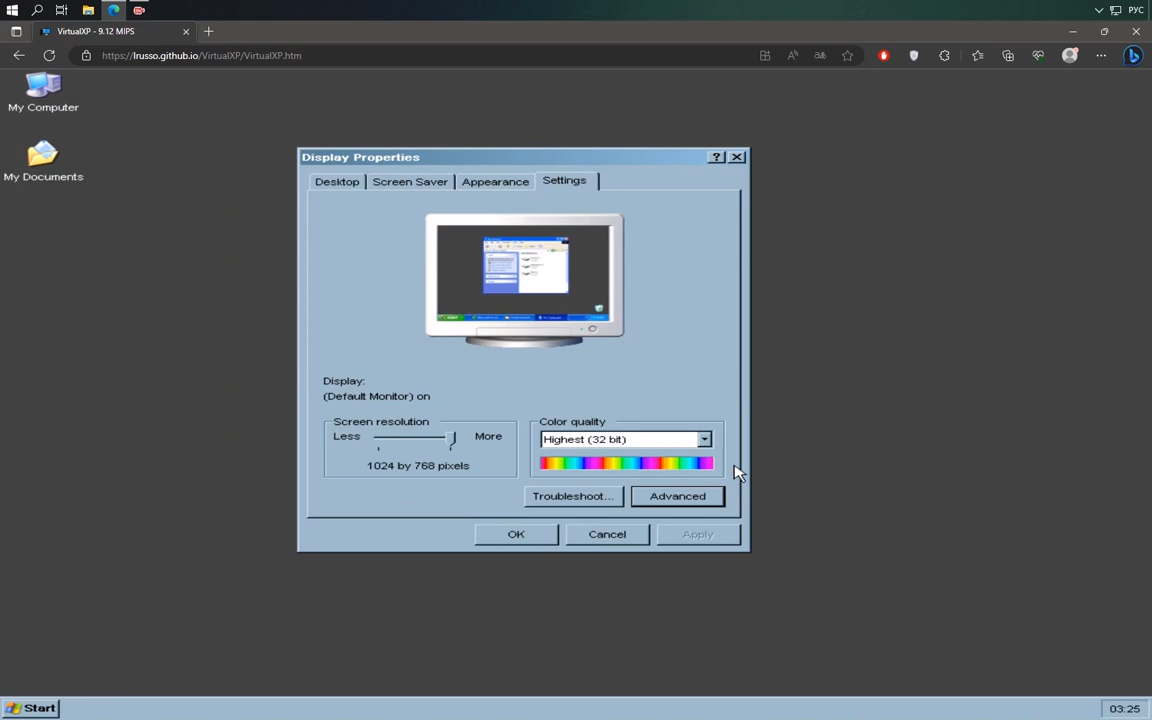 РУС
VirtualXP - 9.12 MIPS
https://lrusso.github.io/VirtualXP/VirtualXP.htm
My Computer
My Documents
Display Properties
Desktop
Screen Saver
Appearance
Settings
Display:
(Default Monitor) on
Screen resolution
Less
More
1024 by 768 pixels
Color quality
Highest (32 bit)
Troubleshoot...
Advanced
OK
Cancel
Apply
Start
03:25